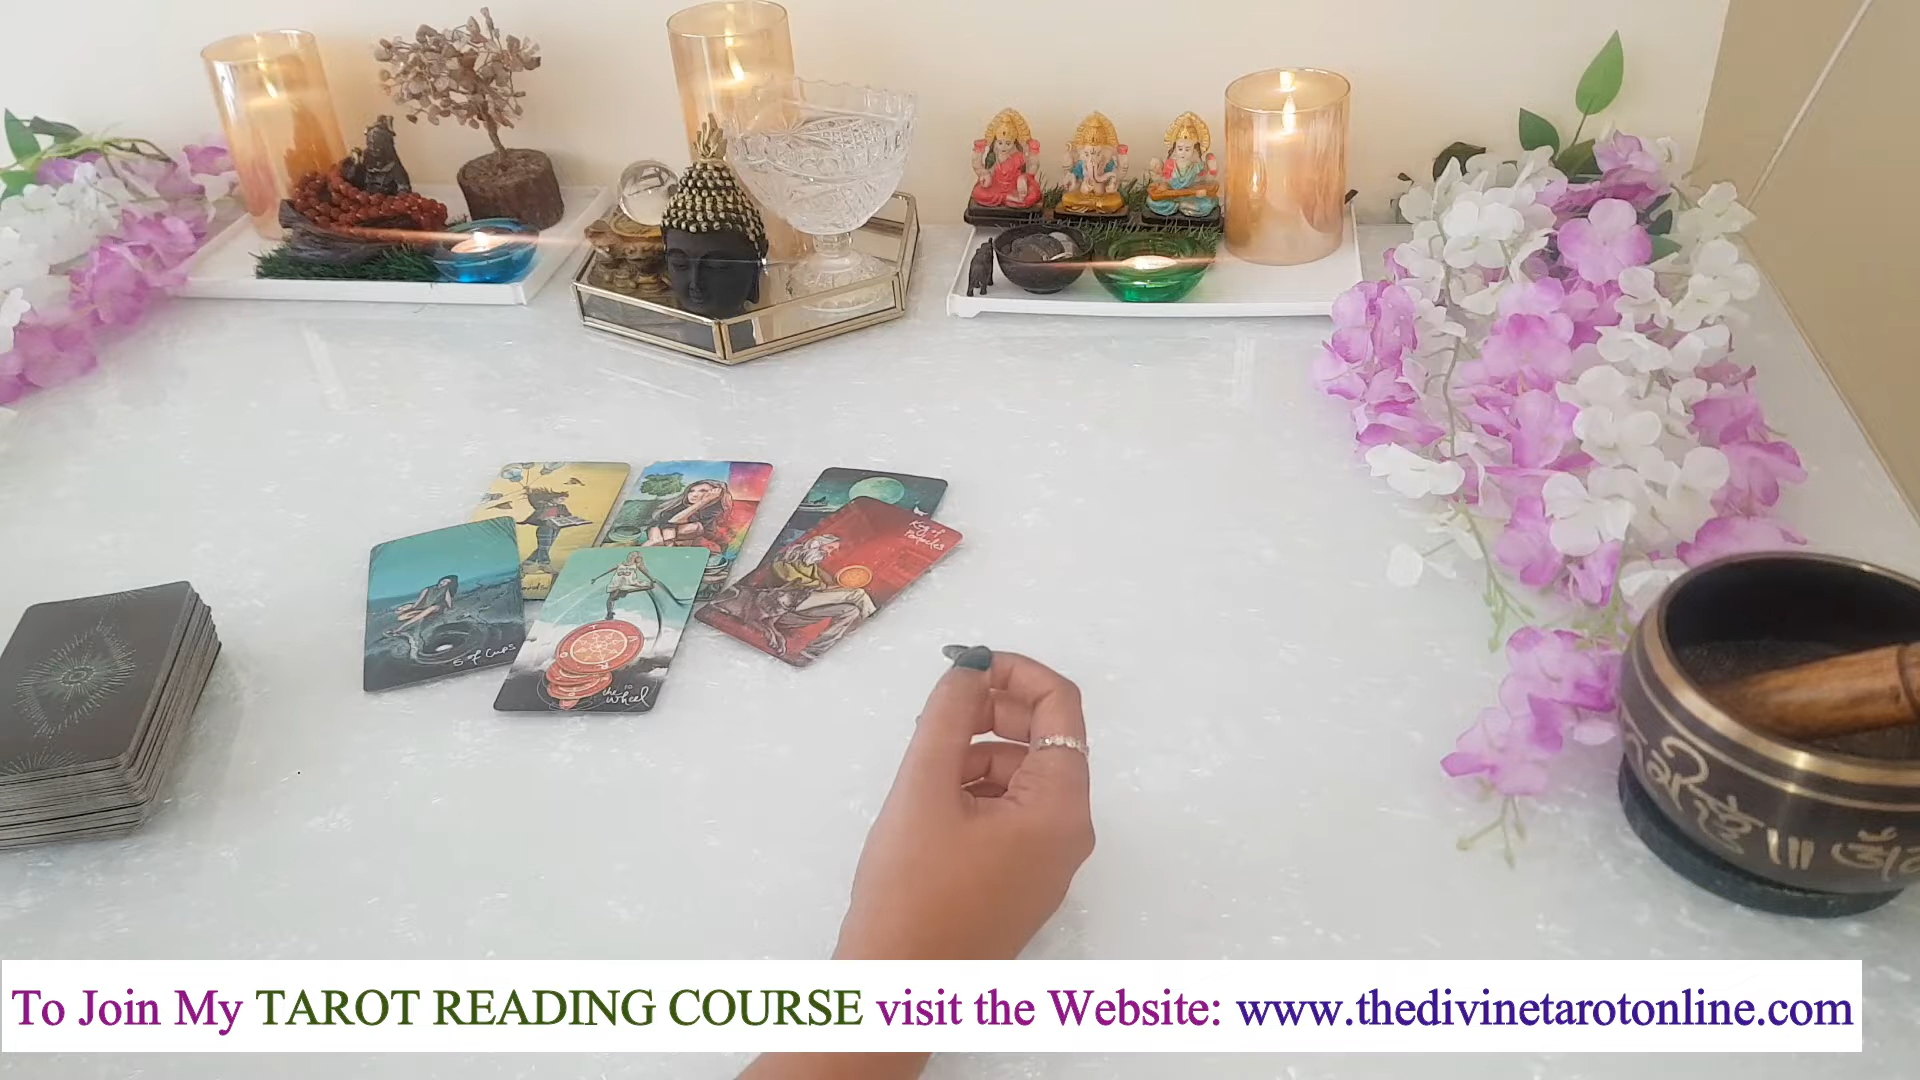 King of
Pentacles
5 of Cups
the 10
wheel
To Join My TAROT READING COURSE visit the Website: www.thedivinetarotonline.com